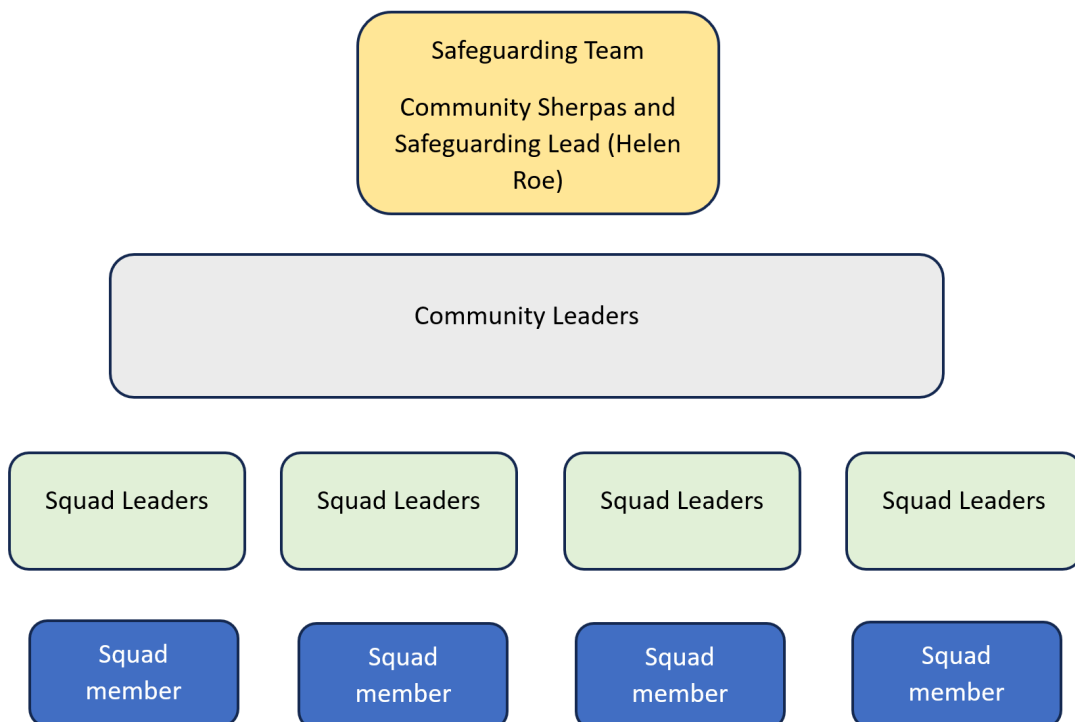 Safeguarding Team
Community Sherpas and
Safeguarding Lead (Helen
Roe)
Community Leaders
Squad Leaders
Squad Leaders
Squad Leaders
Squad Leaders
Squad
member
Squad
member
Squad
member
Squad
member